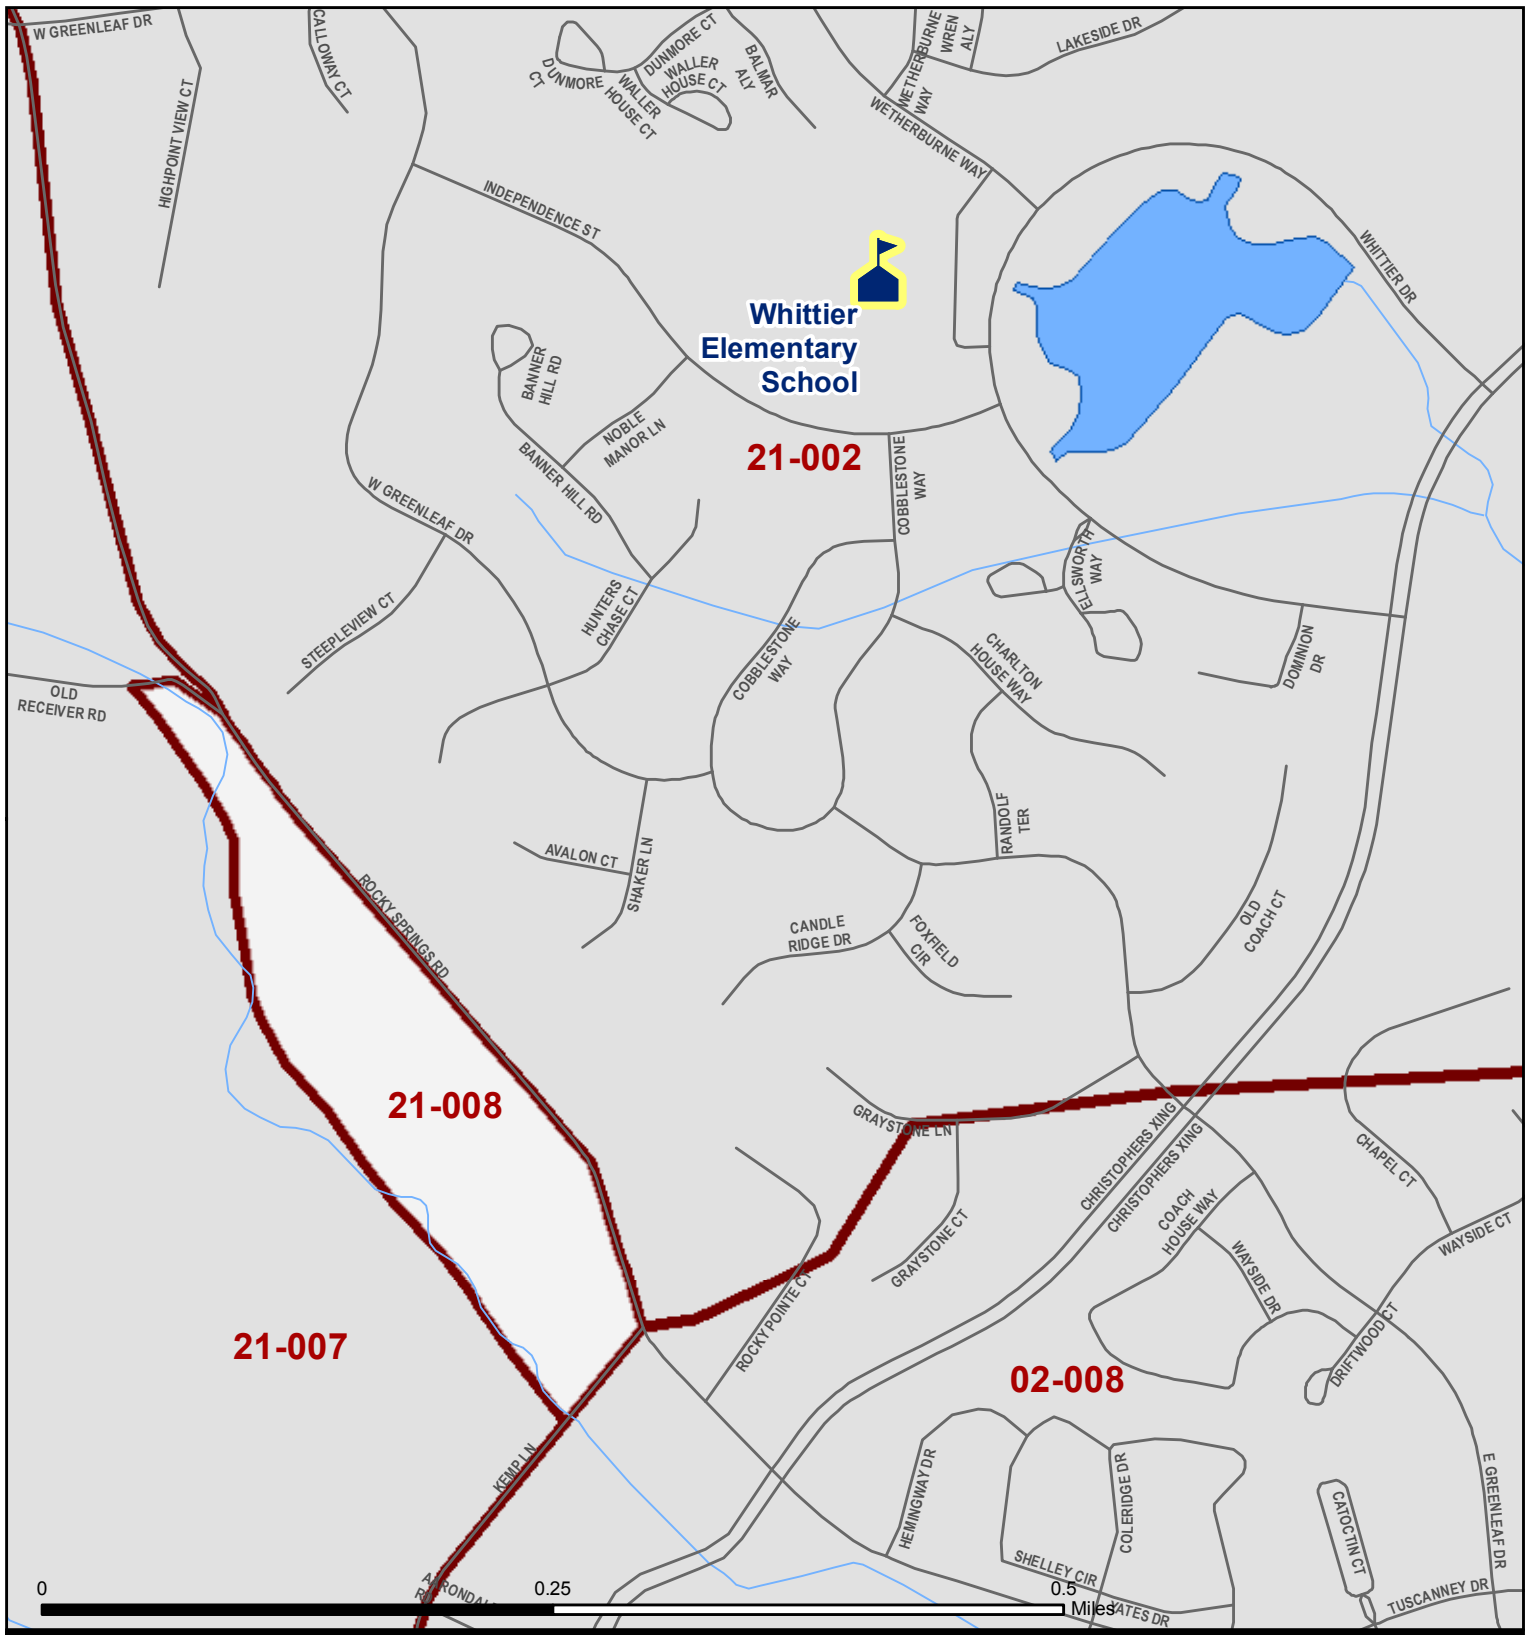 W GREENLEAF DR
CALLOWAY CT
HIGHPOINT VIEW CT
DUNMORE
CT
DUNMORE CT
WALLER
HOUSE CT
WALLER
HOUSE CT
BALMAR
ALY
WETHERBURNE
WAY
WREN
ALY
LAKESIDE DR
WETHERBURNE WAY
INDEPENDENCE ST
WHITTIER DR
Whittier
Elementary
School
BANNER
HILL RD
NOBLE
MANOR LN
BANNER HILL RD
21-002
COBBLESTONE
WAY
W GREENLEAF DR
ELLSWORTH
WAY
HUNTERS
CHASE CT
STEEPLEVIEW CT
COBBLESTONE
WAY
CHARLTON
HOUSE WAY
DOMINION
DR
OLD
RECEIVER RD
RANDOLF
TER
AVALON CT
SHAKER LN
ROCKY SPRINGS RD
CANDLE
RIDGE DR
FOXFIELD
CIR
OLD
COACH CT
21-008
GRAYSTONE LN
CHRISTOPHERS XING
CHRISTOPHERS XING
CHAPEL CT
COACH
HOUSE WAY
WAYSIDE CT
GRAYSTONE CT
WAYSIDE DR
ROCKY POINTE CT
DRIFTWOOD CT
21-007
02-008
KEMP LN
HEMINGWAY DR
COLERIDGE DR
CATOCTIN CT
E GREENLEAF DR
SHELLEY CIR
YATES DR
TUSCANNEY DR
0
0.25
0.5
Miles